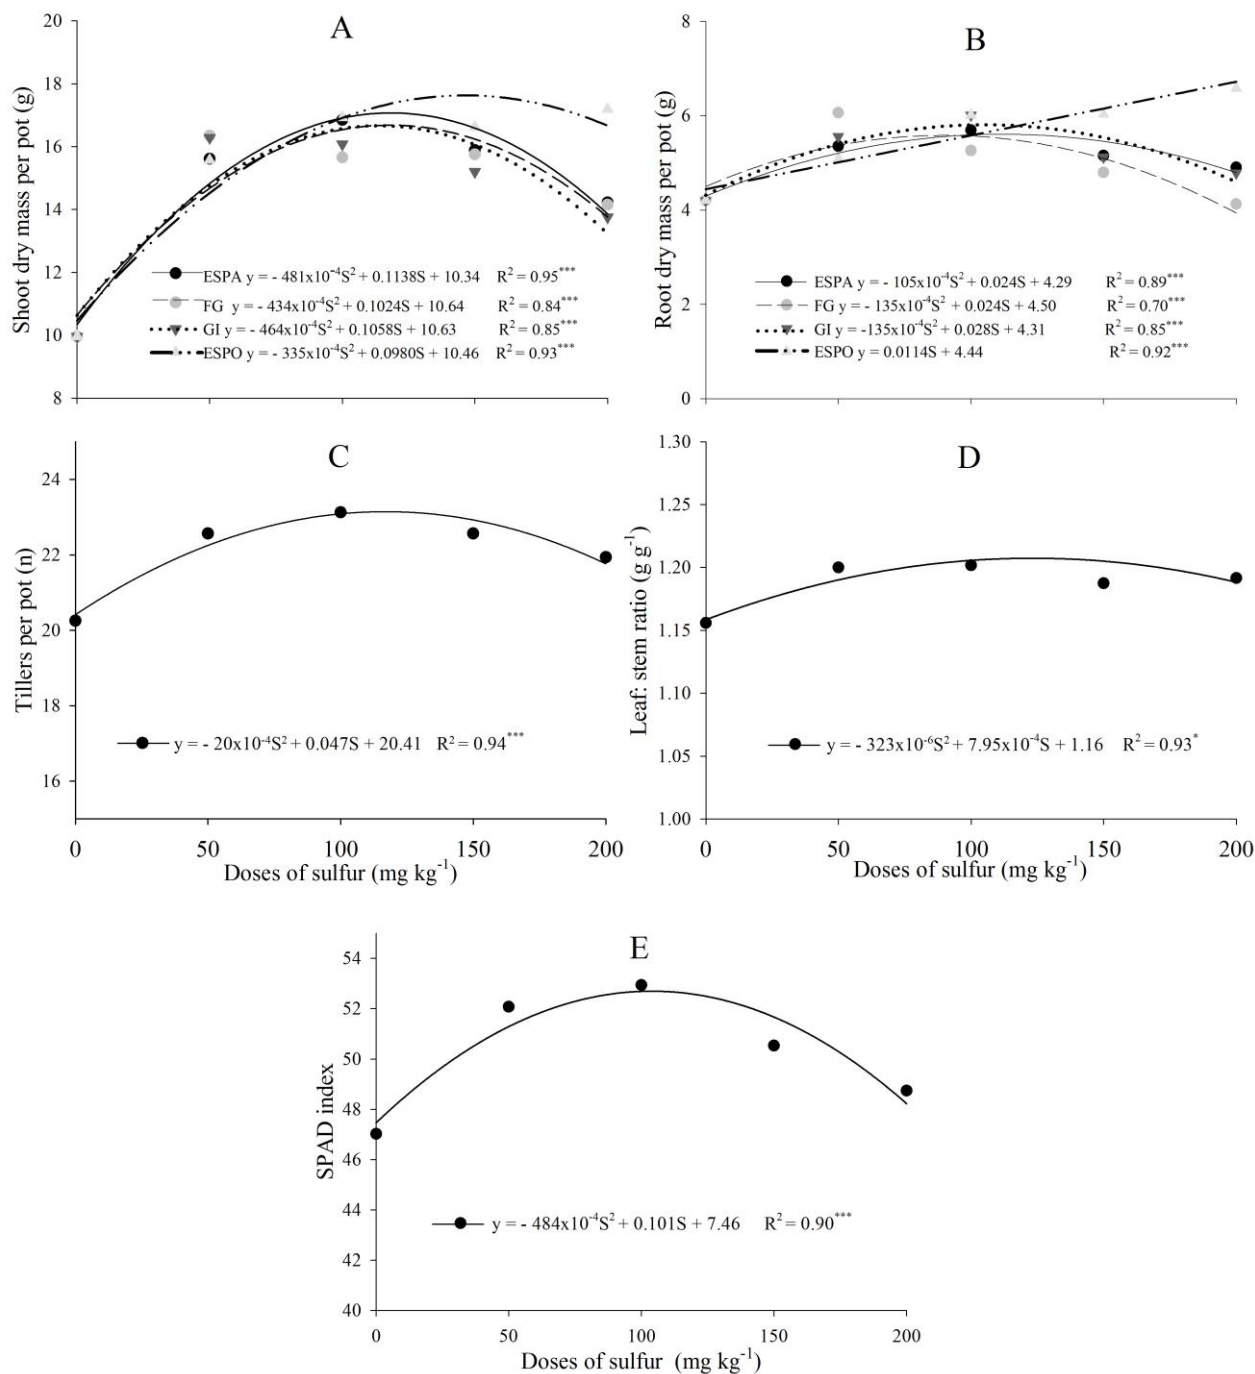 A
Shoot dry mass per pot (g)
20
18
16
14
12
10
8
ESPA y = - 481x10⁻⁴S² + 0.1138S + 10.34 R² = 0.95***
FG y = - 434x10⁻⁴S² + 0.1024S + 10.64 R² = 0.84***
GI y = - 464x10⁻⁴S² + 0.1058S + 10.63 R² = 0.85***
ESPO y = - 335x10⁻⁴S² + 0.0980S + 10.46 R² = 0.93***
B
Root dry mass per pot (g)
8
6
4
2
0
ESPA y = - 105x10⁻⁴S² + 0.024S + 4.29 R² = 0.89***
FG y = -135x10⁻⁴S² + 0.024S + 4.50 R² = 0.70***
GI y = -135x10⁻⁴S² + 0.028S + 4.31 R² = 0.85***
ESPO y = 0.0114S + 4.44 R² = 0.92***
C
Tillers per pot (n)
24
22
20
18
16
y = - 20x10⁻⁴S² + 0.047S + 20.41 R² = 0.94***
0 50 100 150 200
Doses of sulfur (mg kg⁻¹)
D
Leaf: stem ratio (g g⁻¹)
1.30
1.25
1.20
1.15
1.10
1.05
1.00
y = - 323x10⁻⁶S² + 7.95x10⁻⁴S + 1.16 R² = 0.93*
0 50 100 150 200
Doses of sulfur (mg kg⁻¹)
E
SPAD index
54
52
50
48
46
44
42
40
y = - 484x10⁻⁴S² + 0.101S + 7.46 R² = 0.90***
0 50 100 150 200
Doses of sulfur (mg kg⁻¹)